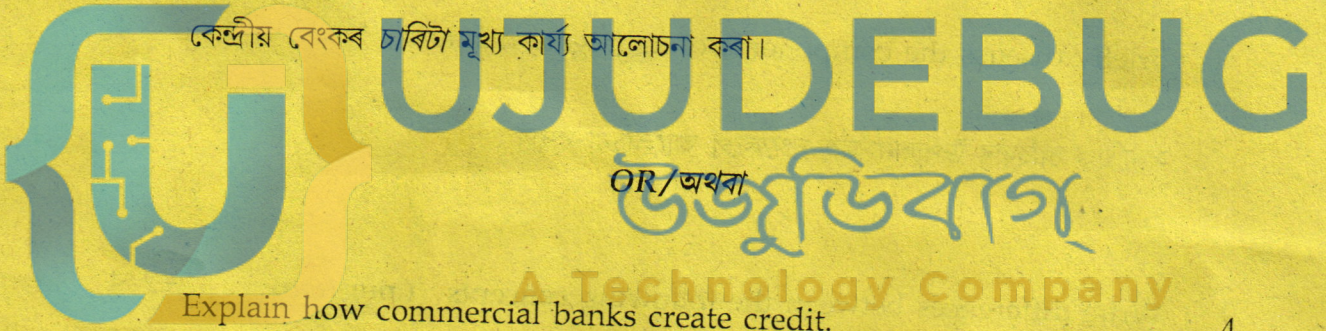 কেন্দ্ৰীয় বেংকৰ চাৰিটা মূখ্য কাৰ্য্য আলোচনা কৰা।
UJUDEBUG
OR/অথবা
উজুডিবাগ্
A Technology Company
Explain how commercial banks create credit.
4